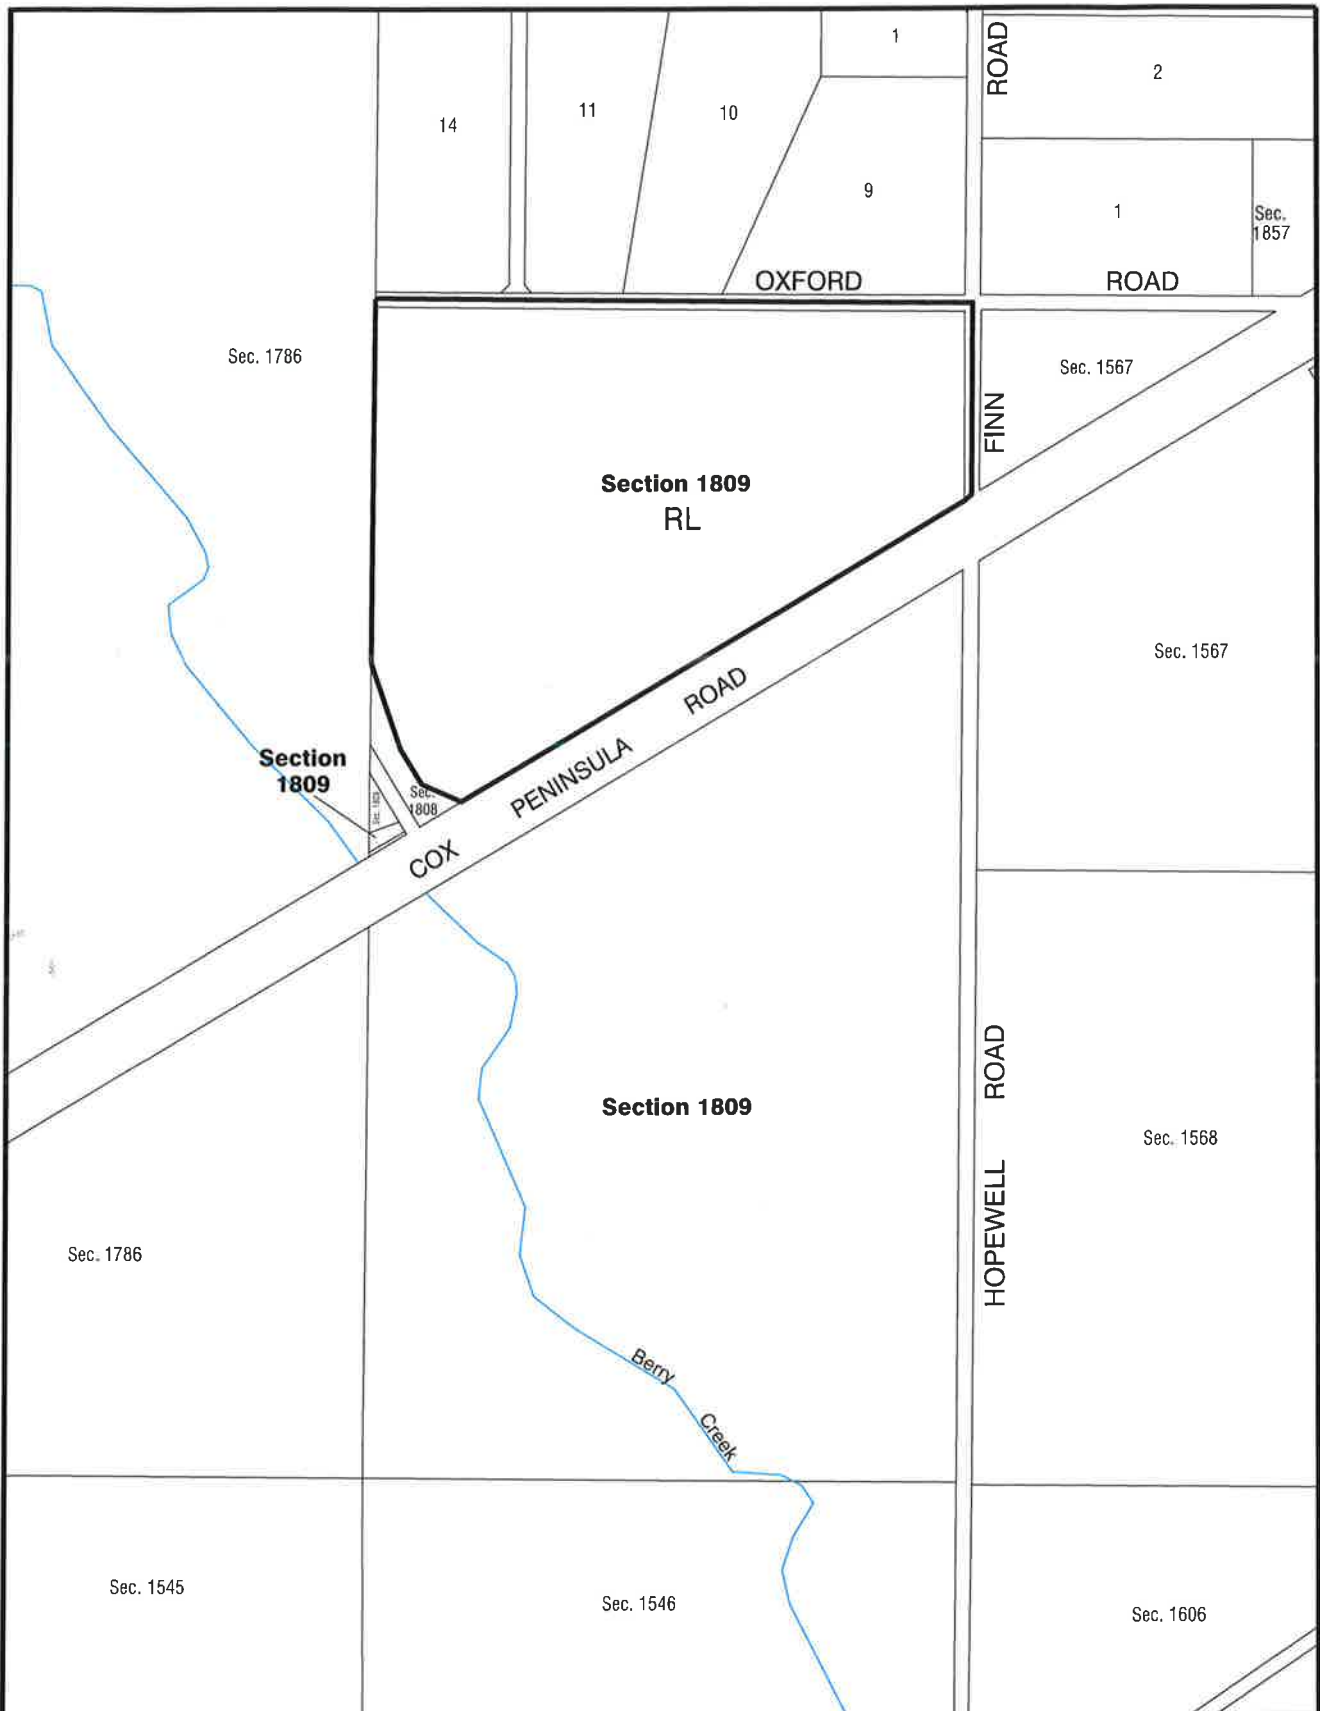 1
ROAD
2
14
11
10
9
1
Sec.
1857
OXFORD ROAD
Sec. 1786
Sec. 1567
FINN
Section 1809
RL
Sec. 1567
ROAD
PENINSULA
COX
Section
1809
Sec.
1808
Section 1809
ROAD
HOPEWELL
Sec. 1568
Sec. 1786
Berry
Creek
Sec. 1545
Sec. 1546
Sec. 1606